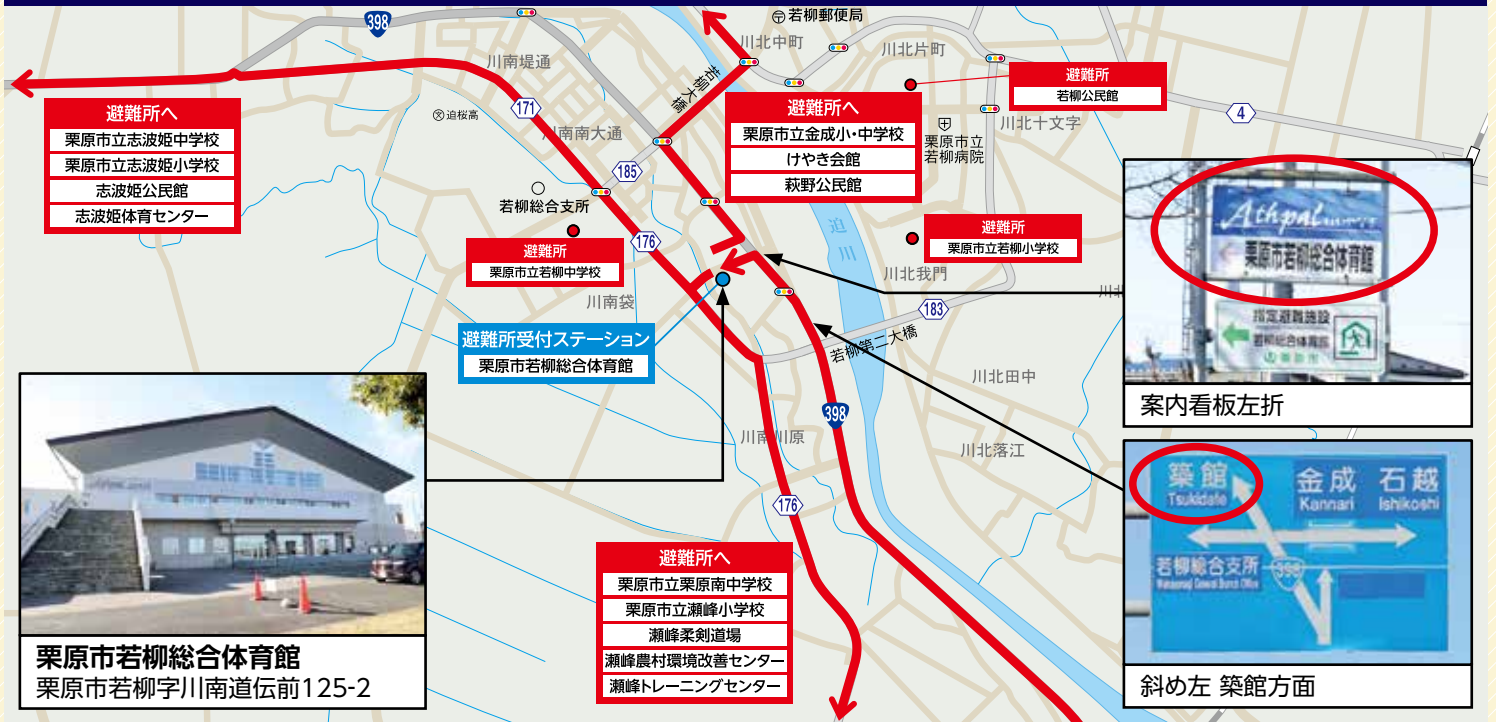 398
若柳郵便局
川北中町
川北片町
川南堤通
若柳大橋
避難所
若柳公民館
避難所へ
栗原市立志波姫中学校
栗原市立志波姫小学校
志波姫公民館
志波姫体育センター
171
迫桜高
川南南大通
避難所へ
栗原市立金成小・中学校
けやき会館
萩野公民館
川北十文字
4
栗原市立
若柳病院
185
若柳総合支所
避難所
栗原市立若柳中学校
176
迫川
避難所
栗原市立若柳小学校
川北我門
川南袋
183
川北
若柳第二大橋
避難所受付ステーション
栗原市若柳総合体育館
Athpal
栗原市若柳総合体育館
指定避難施設
若柳総合体育館
栗原市
案内看板左折
川北田中
398
川南川原
川北落江
176
築館
Tsukidate
金成
Kannari
石越
Ishikoshi
若柳総合支所
398
斜め左 築館方面
避難所へ
栗原市立栗原南中学校
栗原市立瀬峰小学校
瀬峰柔剣道場
瀬峰農村環境改善センター
瀬峰トレーニングセンター
栗原市若柳総合体育館
栗原市若柳字川南道伝前125-2